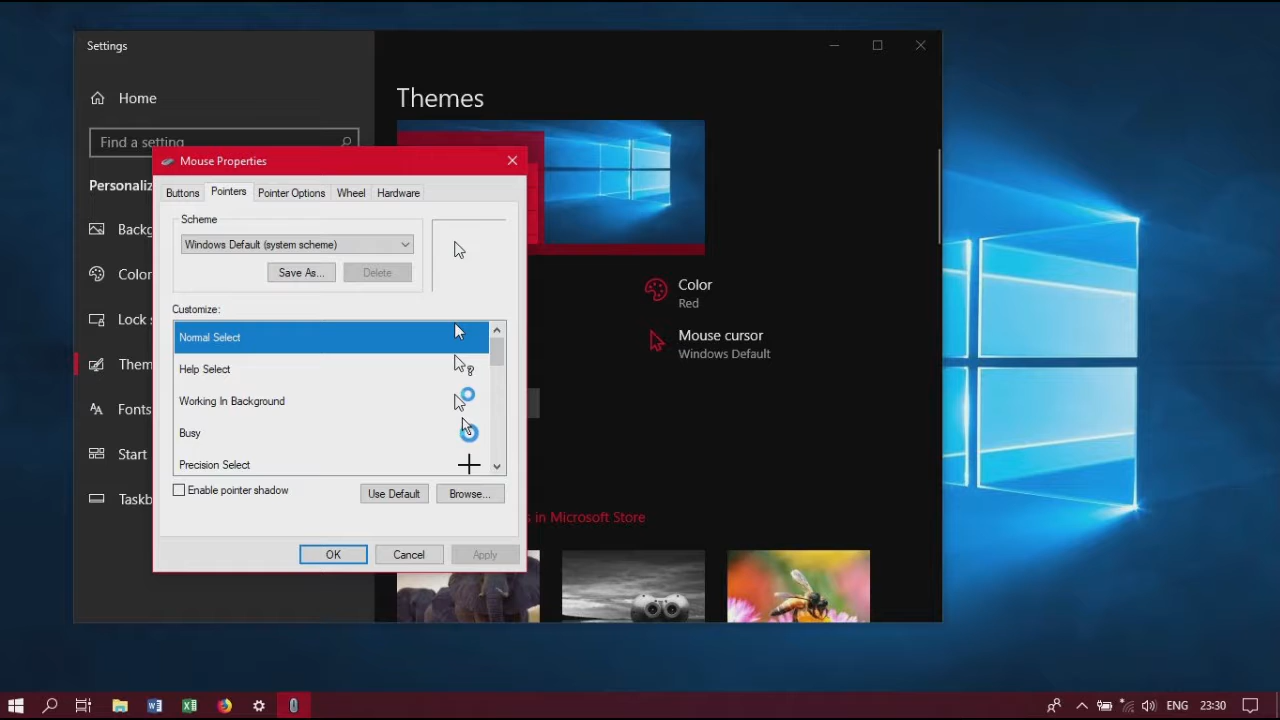 Settings
Home
Find a setting
Themes
Mouse Properties
Buttons
Pointers
Pointer Options
Wheel
Hardware
Scheme
Windows Default (system scheme)
Save As...
Delete
Customize:
Normal Select
Help Select
Working In Background
Busy
Precision Select
Enable pointer shadow
Use Default
Browse...
OK
Cancel
Apply
Personaliz
Backg
Color
Lock s
Them
Fonts
Start
Taskb
Color
Red
Mouse cursor
Windows Default
s in Microsoft Store
ENG
23:30